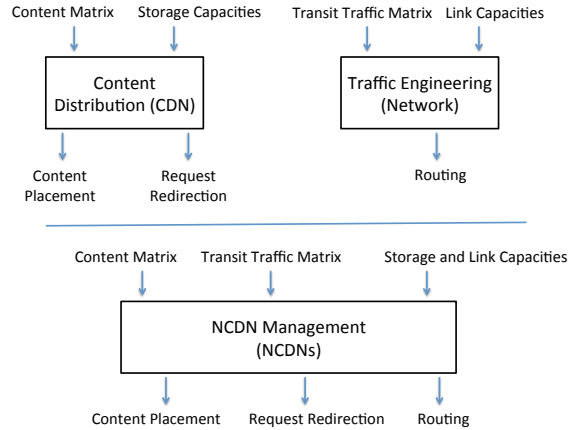 Content Matrix
Storage Capacities
Transit Traffic Matrix
Link Capacities
Content
Distribution (CDN)
Traffic Engineering
(Network)
Content
Placement
Request
Redirection
Routing
Content Matrix
Transit Traffic Matrix
Storage and Link Capacities
NCDN Management
(NCDNs)
Content Placement
Request Redirection
Routing